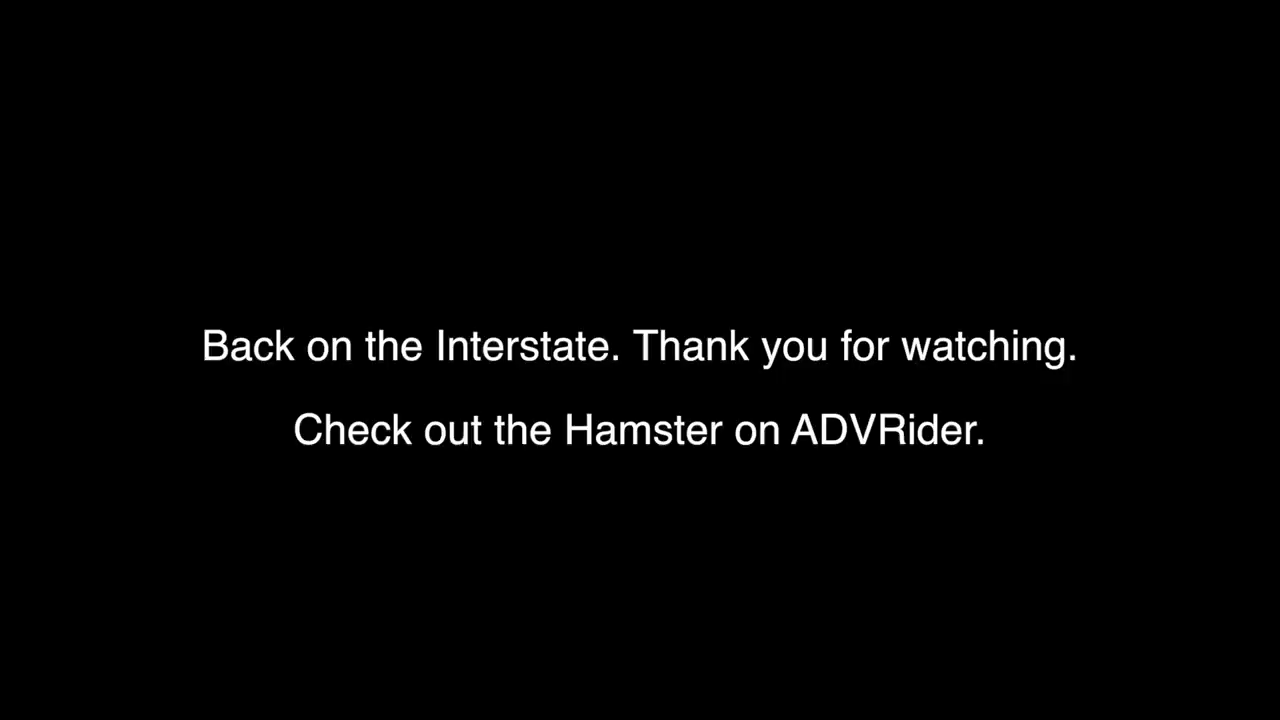 Back on the Interstate. Thank you for watching.
Check out the Hamster on ADVRider.